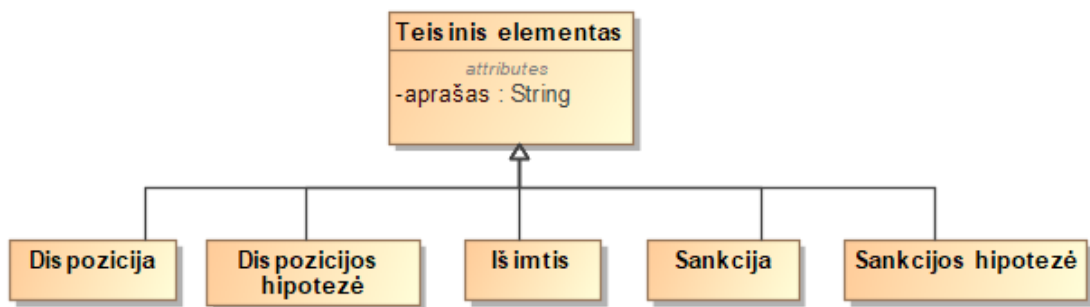 Teisinis elementas
attributes
-aprašas : String
Dispozicija
Dispozicijos
hipotezė
Išimtis
Sankcija
Sankcijos hipotezė